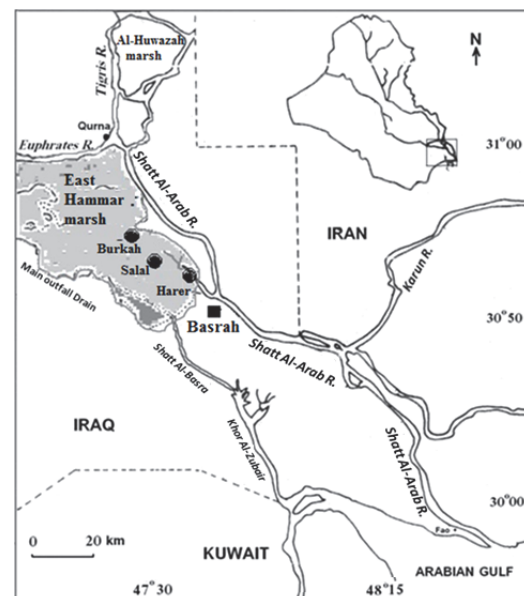 Al-Huwazah
marsh
N
Tigris R.
Qurna
Euphrates R.
31°00
Shatt Al-Arab R.
East
Hammar
marsh
IRAN
Burkah
Salal
Karun R.
Main outfall Drain
Harer
30°50
Basrah
Shatt Al-Arab R.
Shatt Al-Basra
IRAQ
Khor Al-Zubair
Shatt Al-Arab R.
30°00
Fao
0 20 km
KUWAIT
ARABIAN GULF
47°30
48°15